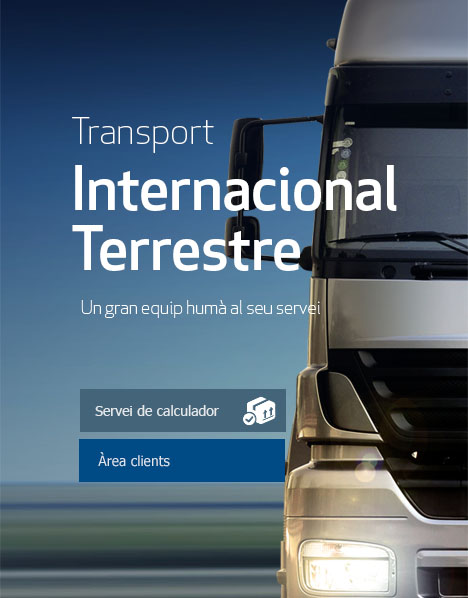 Transport
Internacional
Terrestre
Un gran equip humà al seu servei
Servei de calculador
Àrea clients